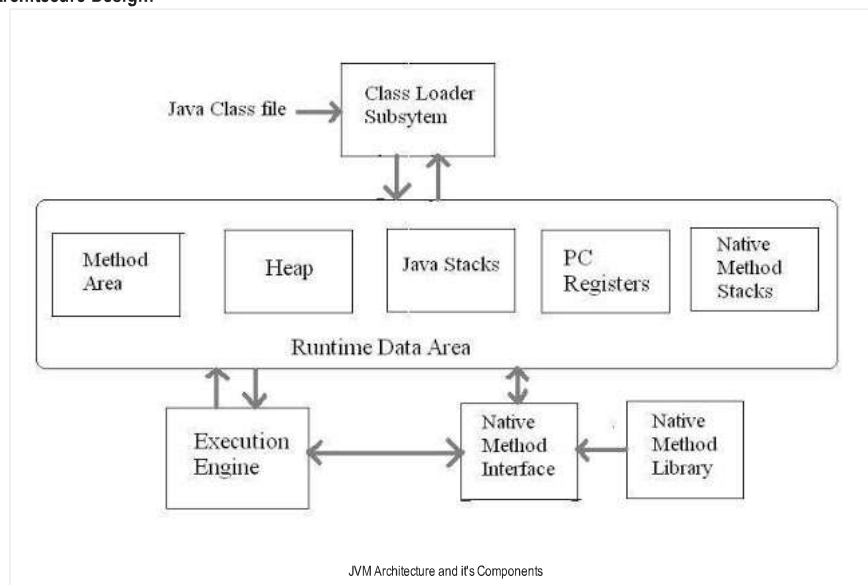 Class Loader
Subsytem
Java Class file
Method
Area
Heap
Java Stacks
PC
Registers
Native
Method
Stacks
Runtime Data Area
Execution
Engine
Native
Method
Interface
Native
Method
Library
JVM Architecture and it's Components